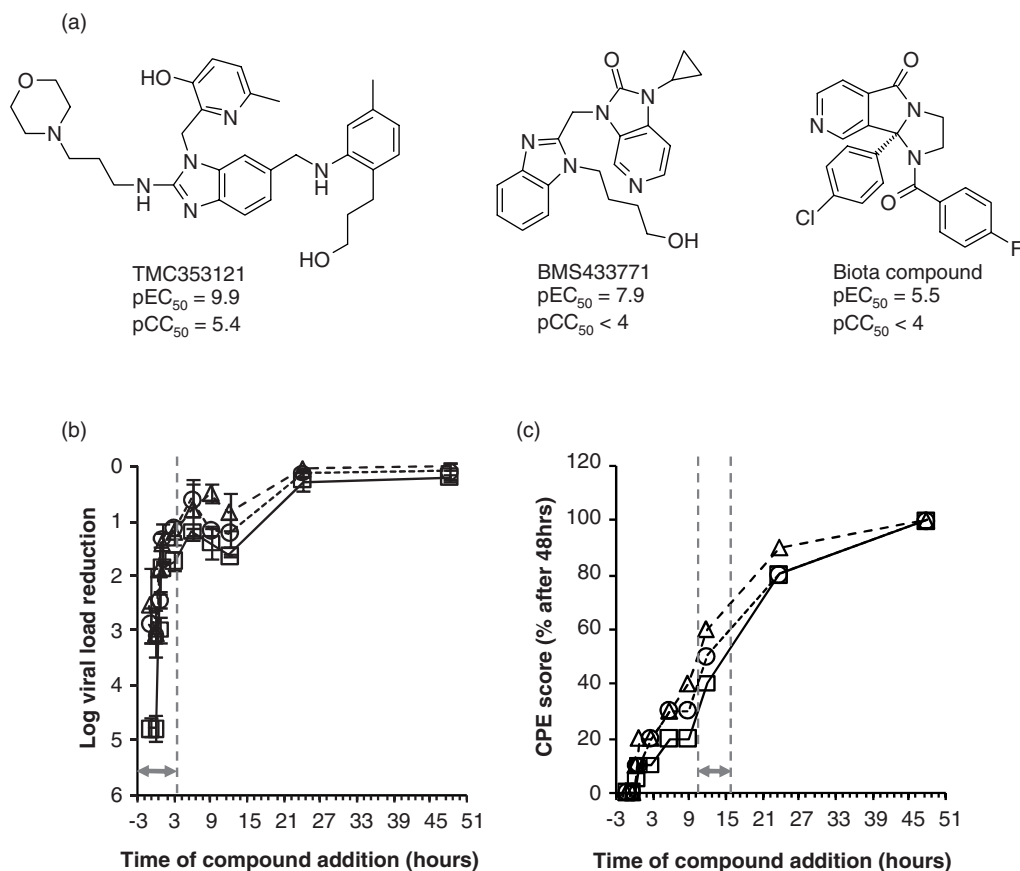 (a)
O
N
N
H
HO
N
N
N
N
H
HO
TMC353121
pEC50 = 9.9
pCC50 = 5.4
O
N
N
N
N
N
OH
BMS433771
pEC50 = 7.9
pCC50 < 4
O
N
N
N
Cl
O
F
Biota compound
pEC50 = 5.5
pCC50 < 4
(b)
Log viral load reduction
0
1
2
3
4
5
6
-3 3 9 15 21 27 33 39 45 51
Time of compound addition (hours)
(c)
CPE score (% after 48hrs)
120
100
80
60
40
20
0
-3 3 9 15 21 27 33 39 45 51
Time of compound addition (hours)